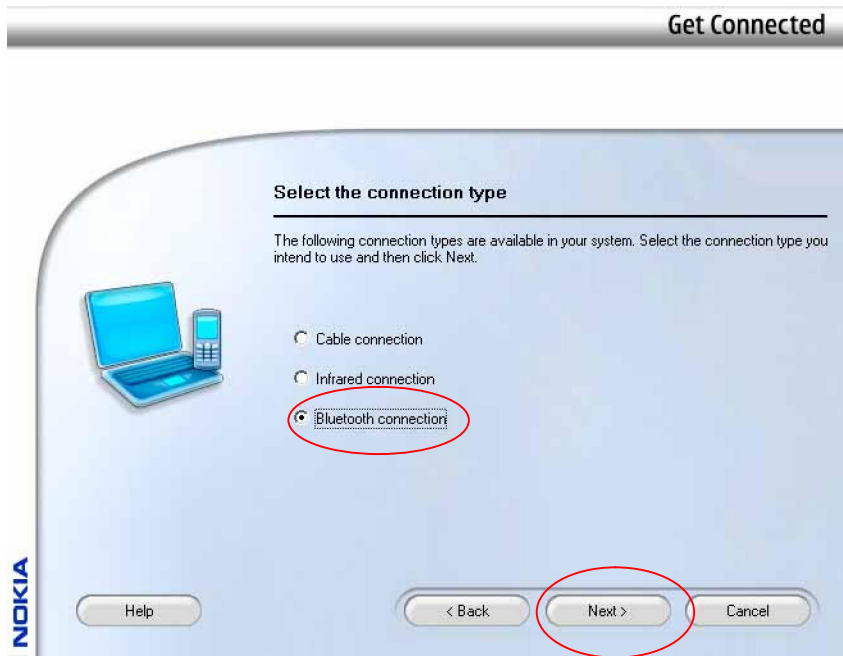 Get Connected
Select the connection type
The following connection types are available in your system. Select the connection type you
intend to use and then click Next.
Cable connection
Infrared connection
Bluetooth connection
NOKIA
Help
< Back
Next >
Cancel